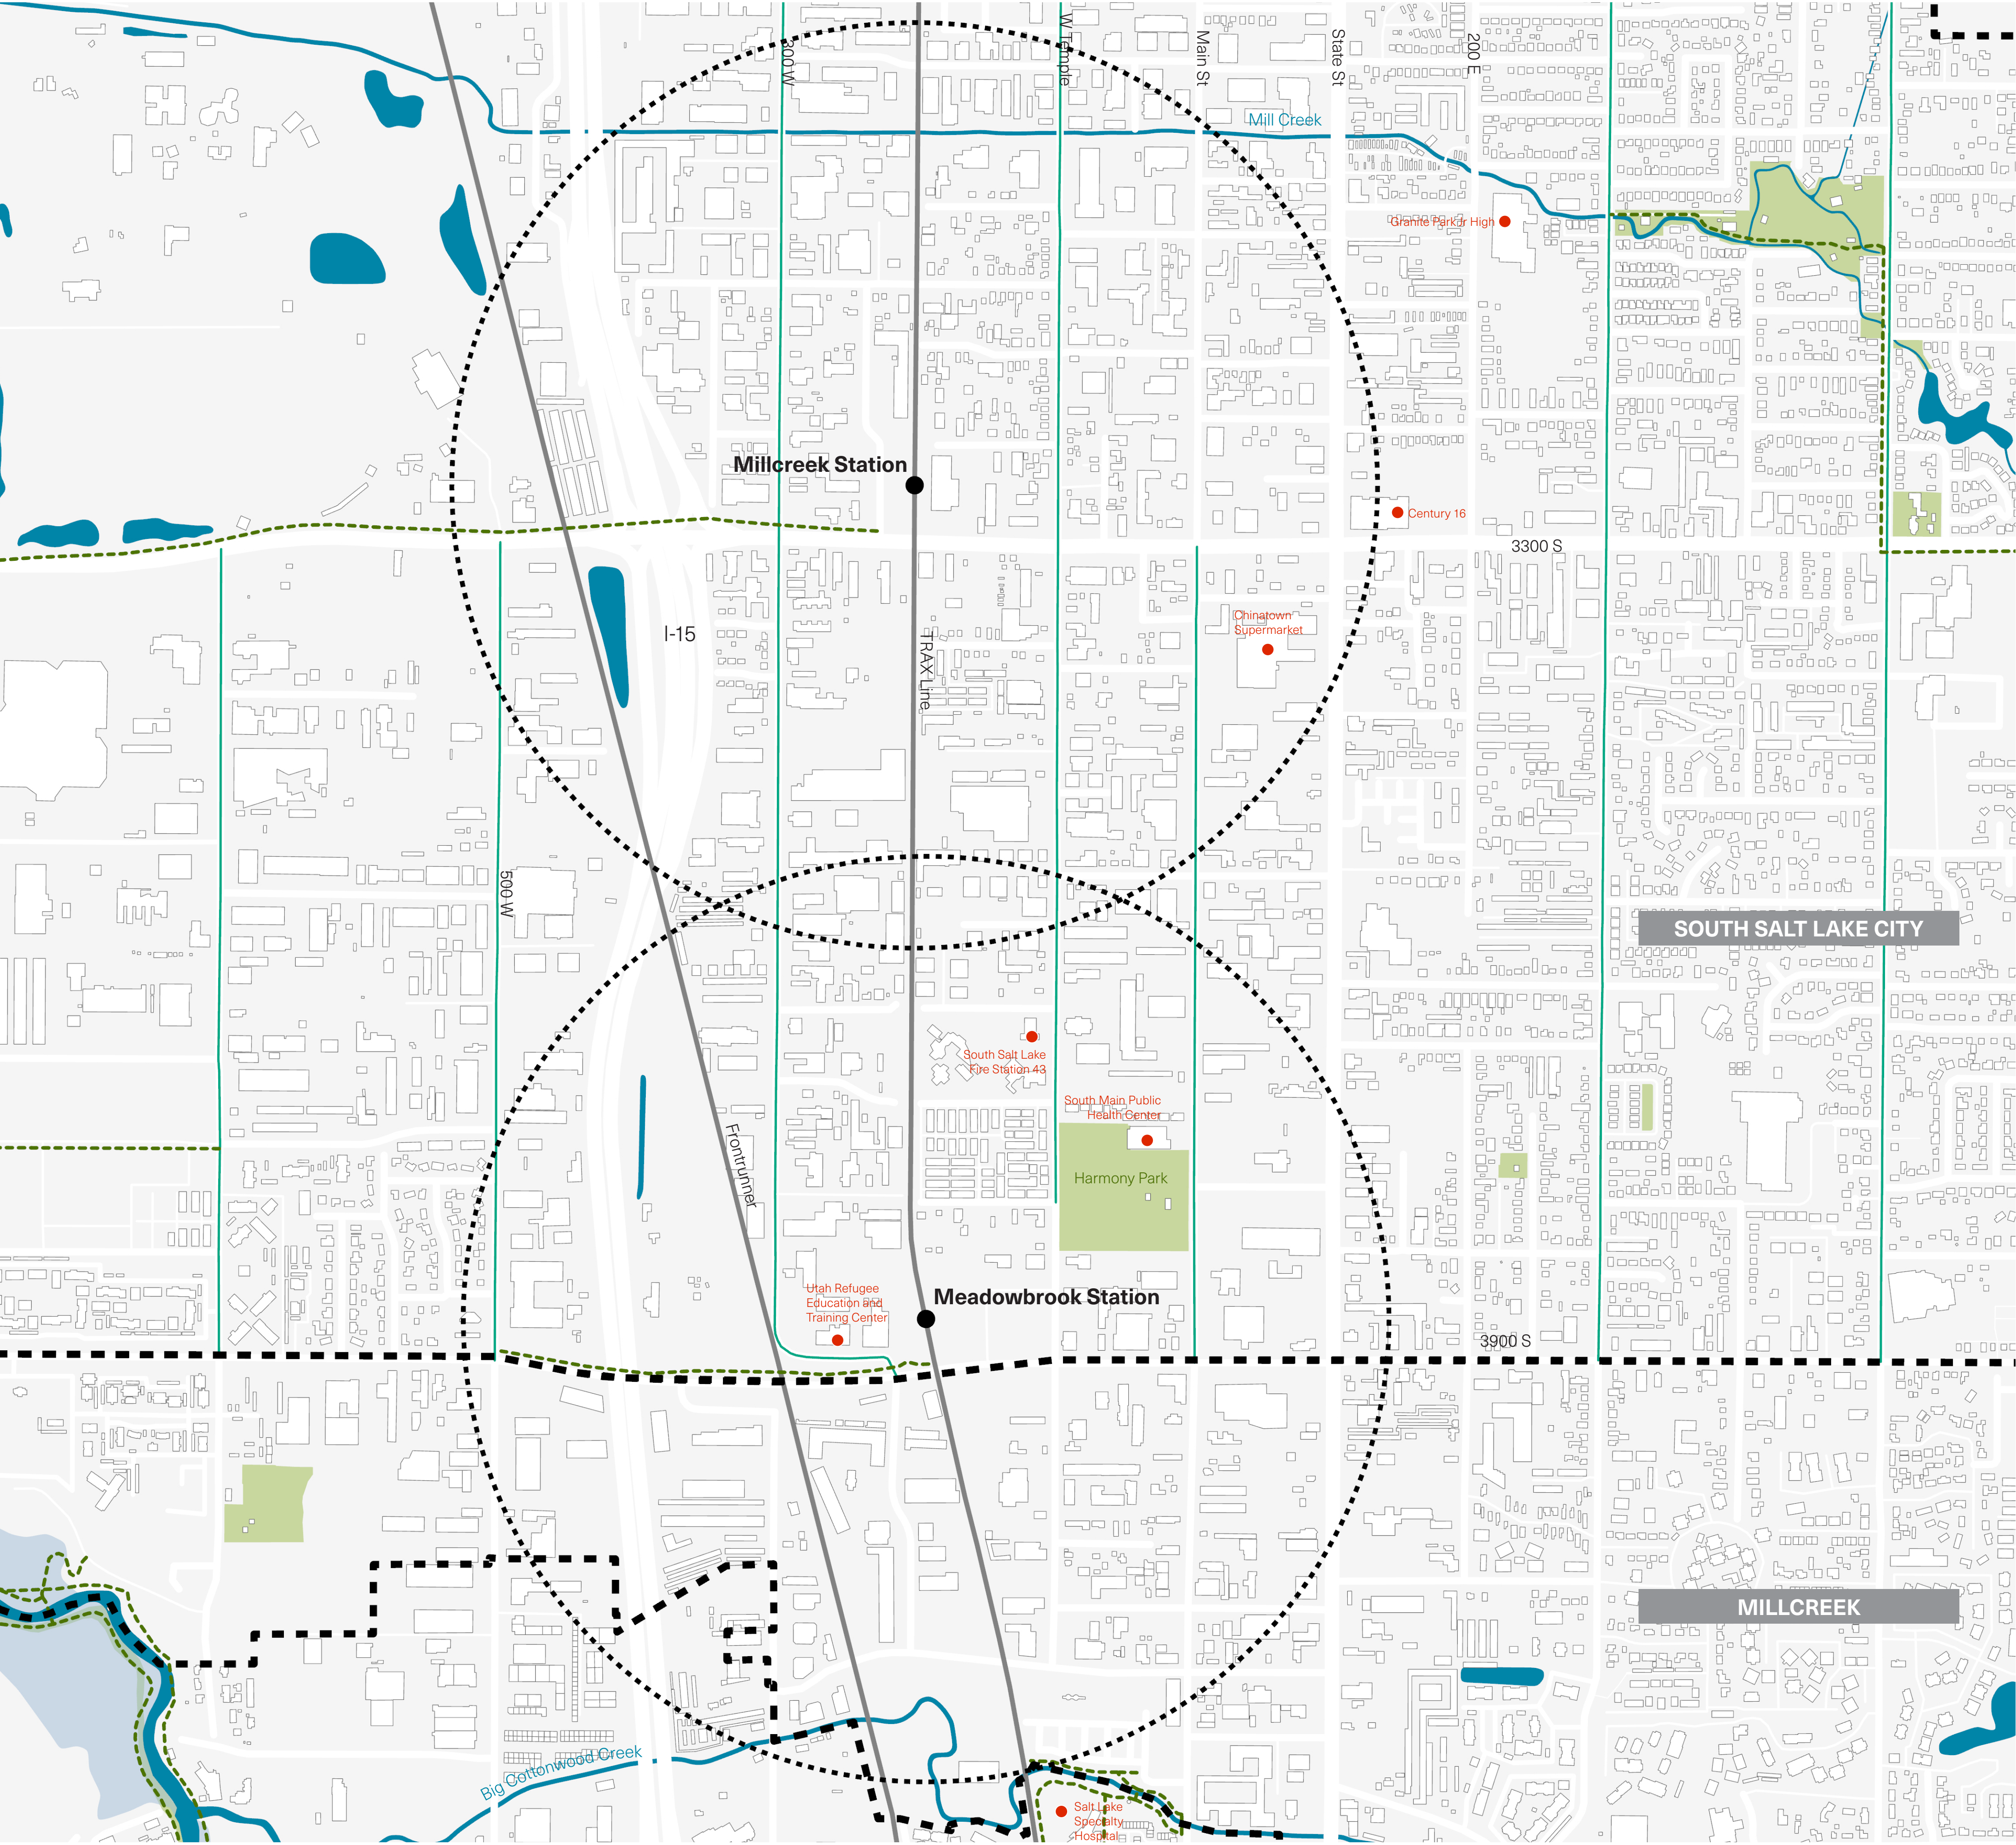 300 W
W Temple
Main St
State St
200 E
Mill Creek
Granite Park Jr High
Millcreek Station
Century 16
3300 S
Chinatown
Supermarket
I-15
TRAX Line
500 W
SOUTH SALT LAKE CITY
South Salt Lake
Fire Station 43
South Main Public
Health Center
Harmony Park
Frontrunner
Utah Refugee
Education and
Training Center
Meadowbrook Station
3900 S
MILLCREEK
Big Cottonwood Creek
Salt Lake
Specialty
Hospital